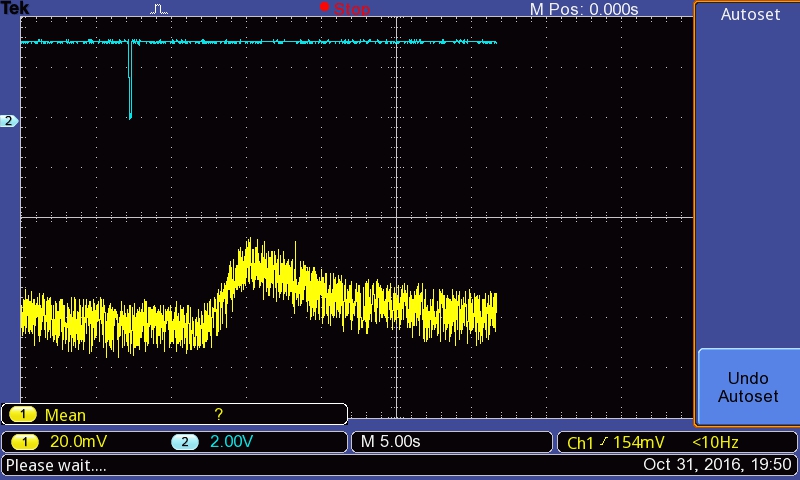 Tek Stop M Pos: 0.000s
Autoset
2
1 Mean ?
Undo
Autoset
1 20.0mV 2 2.00V M 5.00s Ch1 154mV <10Hz
Please wait.... Oct 31, 2016, 19:50